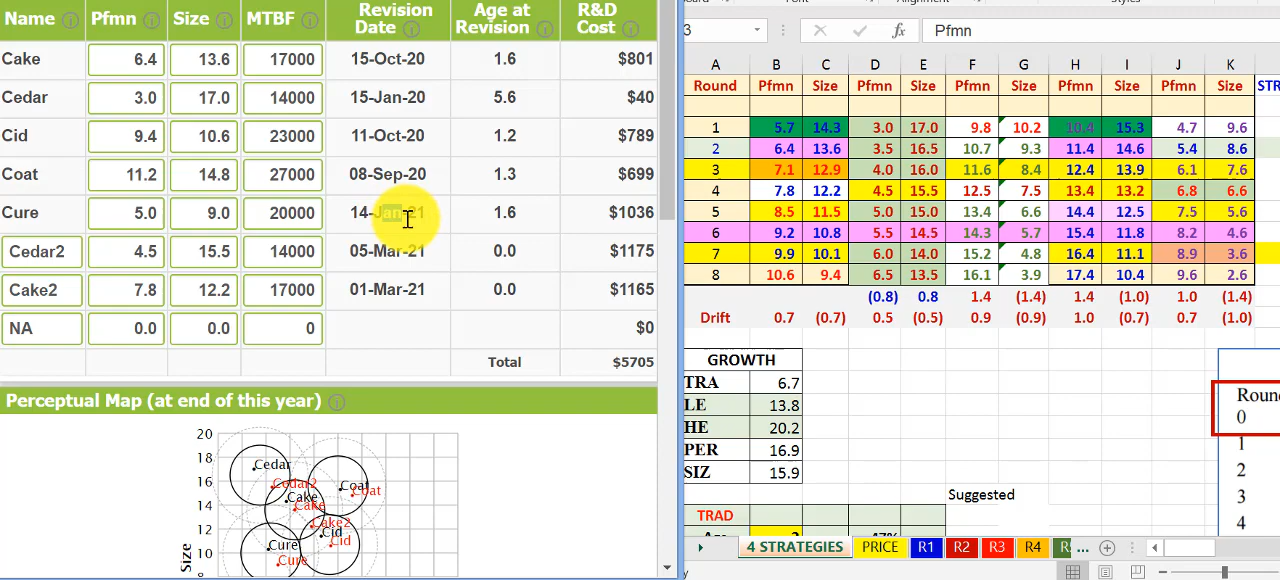 Name Pfmn Size MTBF Revision Date Age at Revision R&D Cost
Cake 6.4 13.6 17000 15-Oct-20 1.6 $801
Cedar 3.0 17.0 14000 15-Jan-20 5.6 $40
Cid 9.4 10.6 23000 11-Oct-20 1.2 $789
Coat 11.2 14.8 27000 08-Sep-20 1.3 $699
Cure 5.0 9.0 20000 14-Jan-21 1.6 $1036
Cedar2 4.5 15.5 14000 05-Mar-21 0.0 $1175
Cake2 7.8 12.2 17000 01-Mar-21 0.0 $1165
NA 0.0 0.0 0 $0
Total $5705
Perceptual Map (at end of this year)
20
18
16
14
12
10
Size
Cedar
Cedar2
Coat
Coat
Cake
Cake
Cake2
Cid
Cid
Cure
Cure
Font Alignment Styles
3 fx Pfmn
A B C D E F G H I J K
Round Pfmn Size Pfmn Size Pfmn Size Pfmn Size Pfmn Size STR
1 5.7 14.3 3.0 17.0 9.8 10.2 10.4 15.3 4.7 9.6
2 6.4 13.6 3.5 16.5 10.7 9.3 11.4 14.6 5.4 8.6
3 7.1 12.9 4.0 16.0 11.6 8.4 12.4 13.9 6.1 7.6
4 7.8 12.2 4.5 15.5 12.5 7.5 13.4 13.2 6.8 6.6
5 8.5 11.5 5.0 15.0 13.4 6.6 14.4 12.5 7.5 5.6
6 9.2 10.8 5.5 14.5 14.3 5.7 15.4 11.8 8.2 4.6
7 9.9 10.1 6.0 14.0 15.2 4.8 16.4 11.1 8.9 3.6
8 10.6 9.4 6.5 13.5 16.1 3.9 17.4 10.4 9.6 2.6
(0.8) 0.8 1.4 (1.4) 1.4 (1.0) 1.0 (1.4)
Drift 0.7 (0.7) 0.5 (0.5) 0.9 (0.9) 1.0 (0.7) 0.7 (1.0)
GROWTH
TRA 6.7
LE 13.8
HE 20.2
PER 16.9
SIZ 15.9
Suggested
TRAD
Round
0
1
2
3
4
4 STRATEGIES PRICE R1 R2 R3 R4 R ...